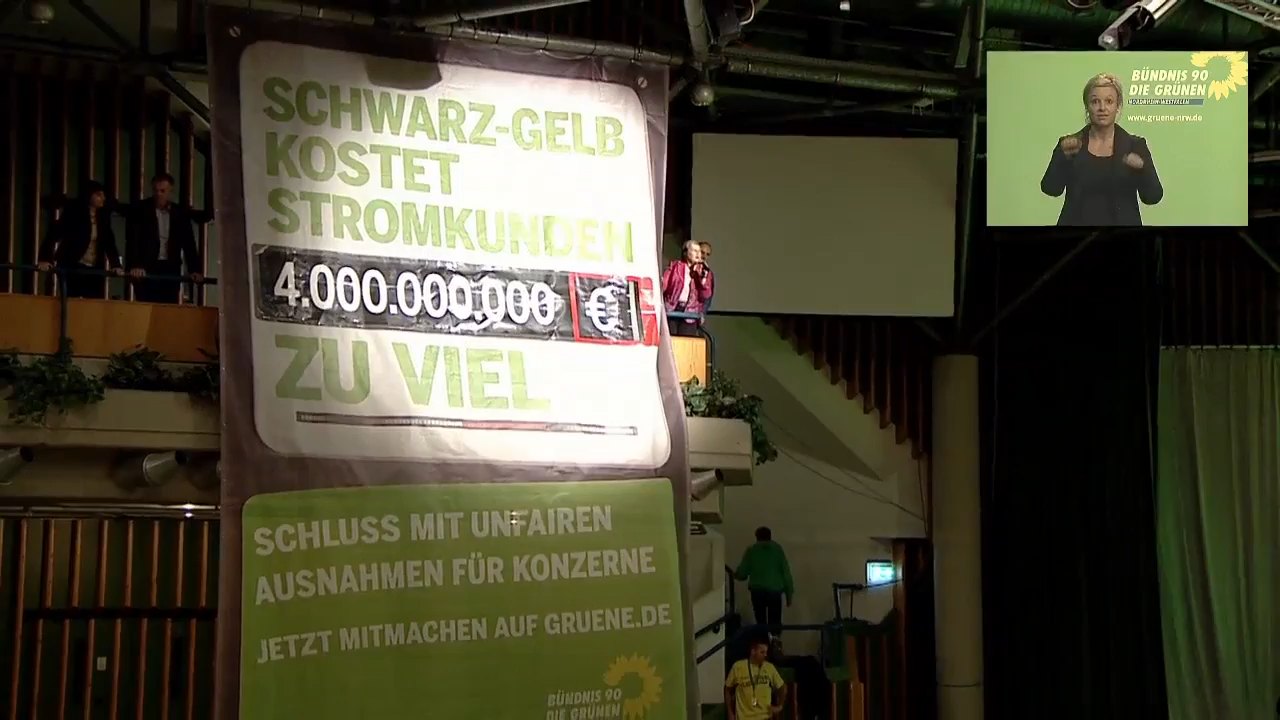 SCHWARZ-GELB
KOSTET
STROMKUNDEN
4.000.000.000 €
ZU VIEL
SCHLUSS MIT UNFAIREN
AUSNAHMEN FÜR KONZERNE
JETZT MITMACHEN AUF GRUENE.DE
BÜNDNIS 90
DIE GRÜNEN
BÜNDNIS 90
DIE GRÜNEN
NORDRHEIN-WESTFALEN
www.gruene-nrw.de